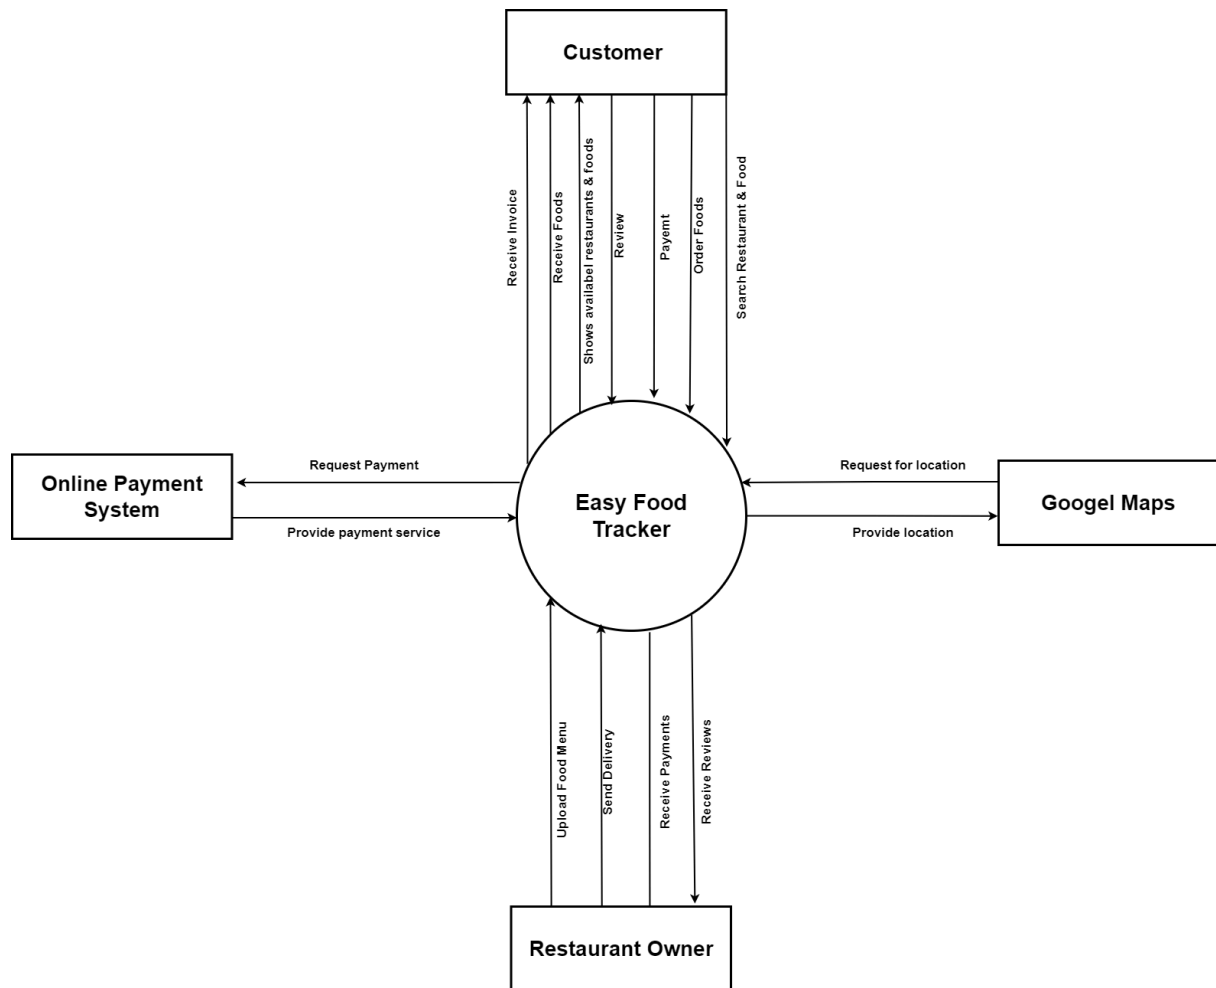 Customer
Receive Invoice
Receive Foods
Shows availabel restaurants & foods
Review
Payemt
Order Foods
Search Restaurant & Food
Request Payment
Request for location
Online Payment
System
Easy Food
Tracker
Googel Maps
Provide payment service
Provide location
Upload Food Menu
Send Delivery
Receive Payments
Receive Reviews
Restaurant Owner